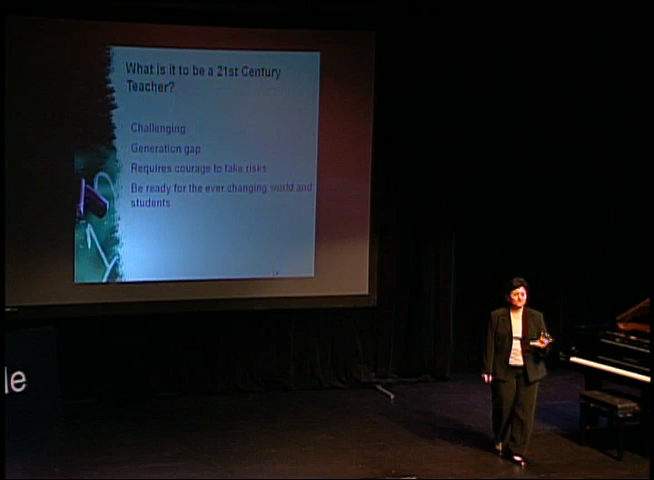 What is it to be a 21st Century
Teacher?
Challenging
Generation gap
Requires courage to take risks
Be ready for the ever changing world and
students
le